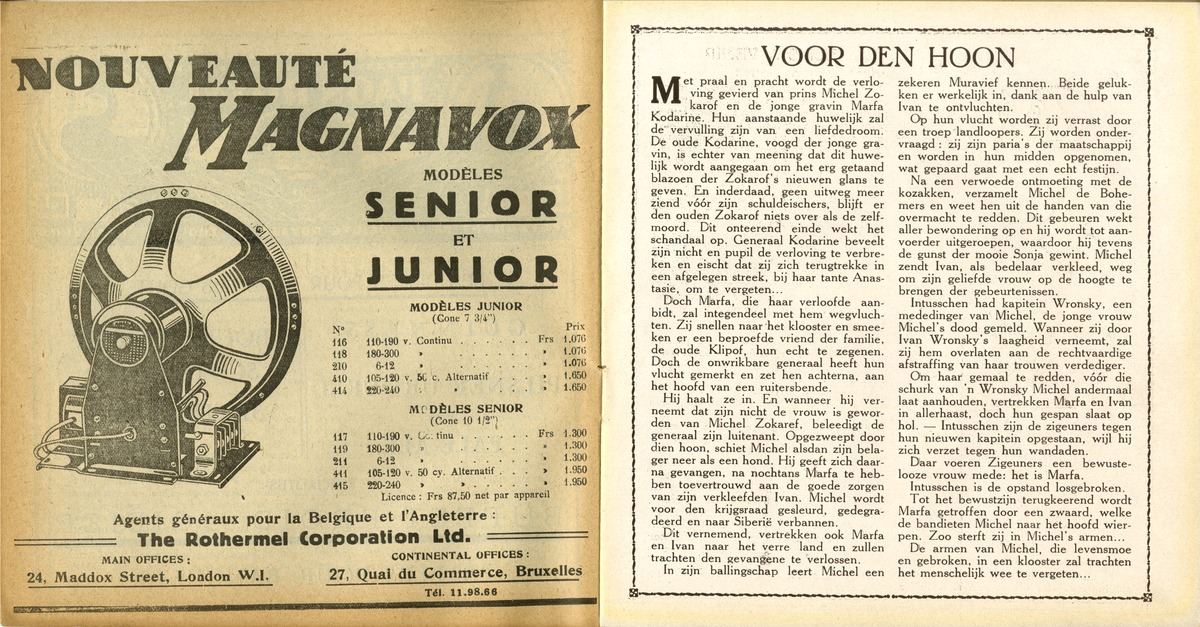 NOUVEAUTÉ
MAGNAVOX
MODÈLES
SENIOR
ET
JUNIOR
MODÈLES JUNIOR
(Cone 7 3/4")
N° Prix
116 110-190 v. Continu . . . . . . Frs 1.076
118 180-300 » . . . . . . » 1.076
210 6-12 » . . . . . . » 1.076
410 105-120 v. 50 c. Alternatif . . . . » 1.650
414 220-240 » » . . . . » 1.650
MODÈLES SENIOR
(Cone 10 1/2")
117 110-190 v. Continu . . . . . . Frs 1.300
119 180-300 » . . . . . . » 1.300
211 6-12 » . . . . . . » 1.300
411 105-120 v. 50 cy. Alternatif . . . . » 1.950
415 220-240 » » . . . . » 1.950
Licence : Frs 87,50 net par appareil
Agents généraux pour la Belgique et l'Angleterre :
The Rothermel Corporation Ltd.
MAIN OFFICES :
24, Maddox Street, London W.I.
CONTINENTAL OFFICES :
27, Quai du Commerce, Bruxelles
Tél. 11.98.66
VOOR DEN HOON
Met praal en pracht wordt de verlo-
ving gevierd van prins Michel Zo-
karof en de jonge gravin Marfa
Kodarine. Hun aanstaande huwelijk zal
de vervulling zijn van een liefdedroom.
De oude Kodarine, voogd der jonge gra-
vin, is echter van meening dat dit huwe-
lijk wordt aangegaan om het erg getaand
blazoen der Zokarof's nieuwen glans te
geven. En inderdaad, geen uitweg meer
ziend vóór zijn schuldeischers, blijft er
den ouden Zokarof niets over als de zelf-
moord. Dit onteerend einde wekt het
schandaal op. Generaal Kodarine beveelt
zijn nicht en pupil de verloving te verbre-
ken en eischt dat zij zich terugtrekke in
een afgelegen streek, bij haar tante Anas-
tasie, om te vergeten...
Doch Marfa, die haar verloofde aan-
bidt, zal integendeel met hem wegvluch-
ten. Zij snellen naar het klooster en smee-
ken er een beproefde vriend der familie,
de oude Klipof, hun echt te zegenen.
Doch de onwrikbare generaal heeft hun
vlucht gemerkt en zet hen achterna, aan
het hoofd van een ruitersbende.
Hij haalt ze in. En wanneer hij ver-
neemt dat zijn nicht de vrouw is gewor-
den van Michel Zokaref, beleedigt de
generaal zijn luitenant. Opgezweept door
dien hoon, schiet Michel alsdan zijn bela-
ger neer als een hond. Hij geeft zich daar-
na gevangen, na nochtans Marfa te heb-
ben toevertrouwd aan de goede zorgen
van zijn verkleefden Ivan. Michel wordt
voor den krijgsraad gesleurd, gedegra-
deerd en naar Siberië verbannen.
Dit vernemend, vertrekken ook Marfa
en Ivan naar het verre land en zullen
trachten den gevangene te verlossen.
In zijn ballingschap leert Michel een
zekeren Muravief kennen. Beide geluk-
ken er werkelijk in, dank aan de hulp van
Ivan te ontvluchten.
Op hun vlucht worden zij verrast door
een troep landloopers. Zij worden onder-
vraagd : zij zijn paria's der maatschappij
en worden in hun midden opgenomen,
wat gepaard gaat met een echt festijn.
Na een verwoede ontmoeting met de
kozakken, verzamelt Michel de Bohe-
mers en weet hen uit de handen van die
overmacht te redden. Dit gebeuren wekt
aller bewondering op en hij wordt tot aan-
voerder uitgeroepen, waardoor hij tevens
de gunst der mooie Sonja gewint. Michel
zendt Ivan, als bedelaar verkleed, weg
om zijn geliefde vrouw op de hoogte te
brengen der gebeurtenissen.
Intusschen had kapitein Wronsky, een
mededinger van Michel, de jonge vrouw
Michel's dood gemeld. Wanneer zij door
Ivan Wronsky's laagheid verneemt, zal
zij hem overlaten aan de rechtvaardige
afstraffing van haar trouwen verdediger.
Om haar gemaal te redden, vóór die
schurk van 'n Wronsky Michel andermaal
laat aanhouden, vertrekken Marfa en Ivan
in allerhaast, doch hun gespan slaat op
hol. — Intusschen zijn de zigeuners tegen
hun nieuwen kapitein opgestaan, wijl hij
zich verzet tegen hun wandaden.
Daar voeren Zigeuners een bewuste-
looze vrouw mede: het is Marfa.
Intusschen is de opstand losgebroken.
Tot het bewustzijn terugkeerend wordt
Marfa getroffen door een zwaard, welke
de bandieten Michel naar het hoofd wier-
pen. Zoo sterft zij in Michel's armen...
De armen van Michel, die levensmoe
en gebroken, in een klooster zal trachten
het menschelijk wee te vergeten...